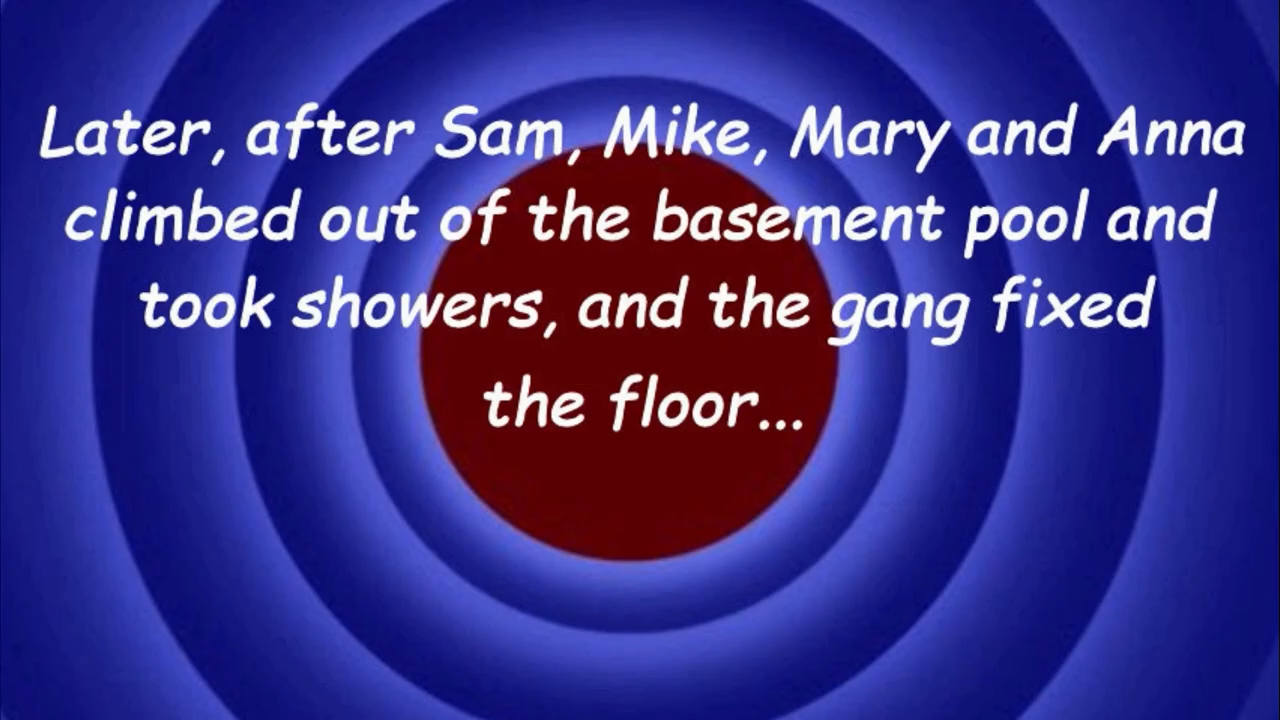 Later, after Sam, Mike, Mary and Anna
climbed out of the basement pool and
took showers, and the gang fixed
the floor...